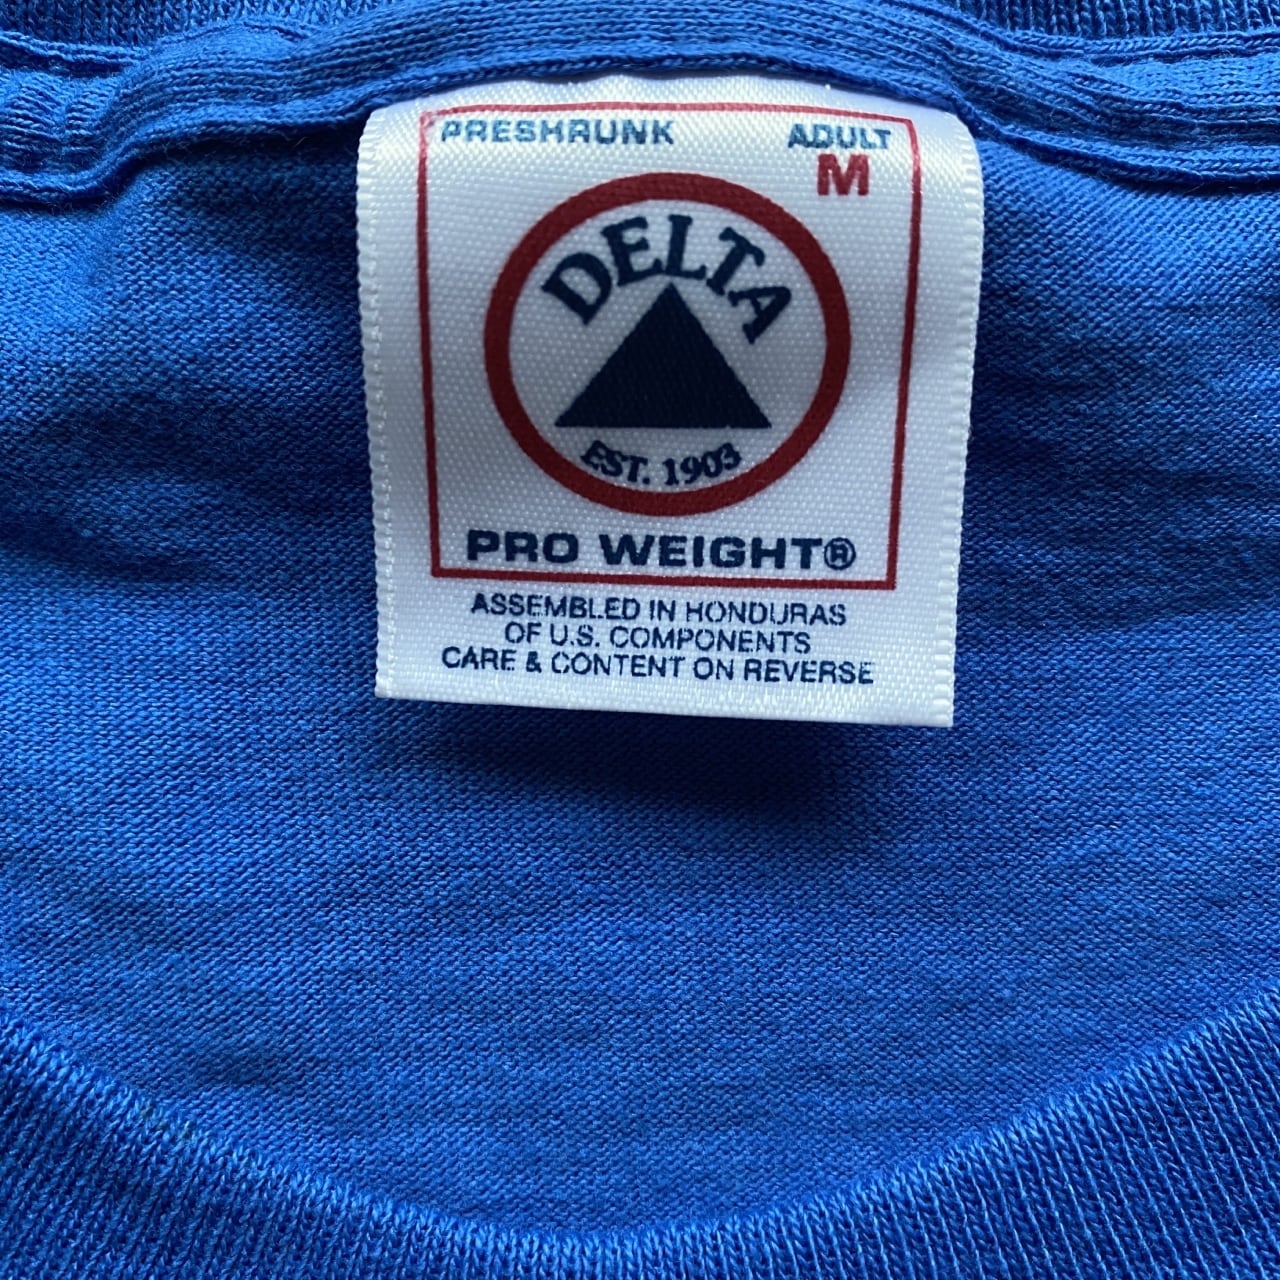 PRESHRUNK ADULT
M
DELTA
EST. 1903
PRO WEIGHT®
ASSEMBLED IN HONDURAS
OF U.S. COMPONENTS
CARE & CONTENT ON REVERSE